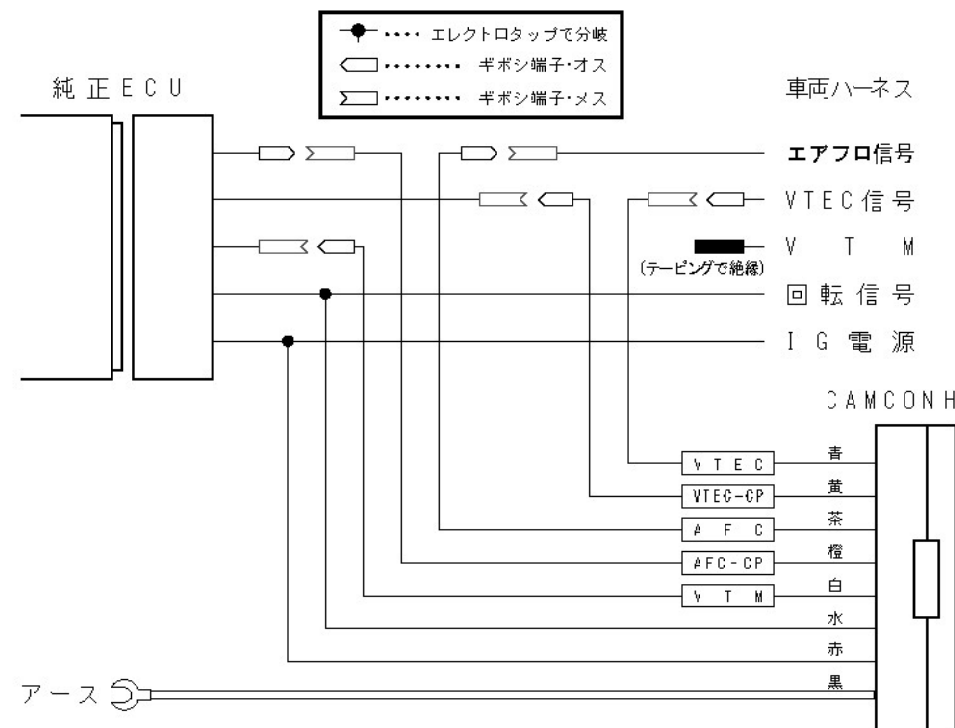 •••• エレクトロタップで分岐
•••••••• ギボシ端子・オス
•••••••• ギボシ端子・メス
純正ECU
車両ハーネス
エアフロ信号
VTEC信号
V T M
(テーピングで絶縁)
回転信号
IG電源
CAMCON H
VTEC 青
VTEC-CP 黄
AFC 茶
AFC-CP 橙
VTM 白
水
赤
黒
アース